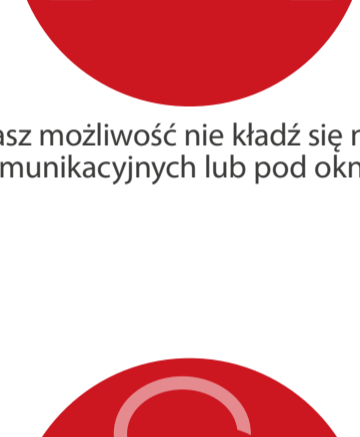 asz możliwość nie kładź się
munikacyjnych lub pod okn